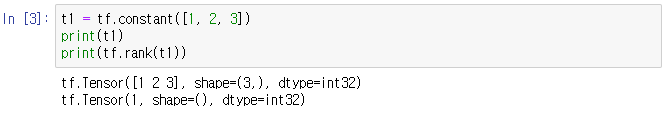 In [3]: t1 = tf.constant([1, 2, 3])
print(t1)
print(tf.rank(t1))
tf.Tensor([1 2 3], shape=(3,), dtype=int32)
tf.Tensor(1, shape=(), dtype=int32)